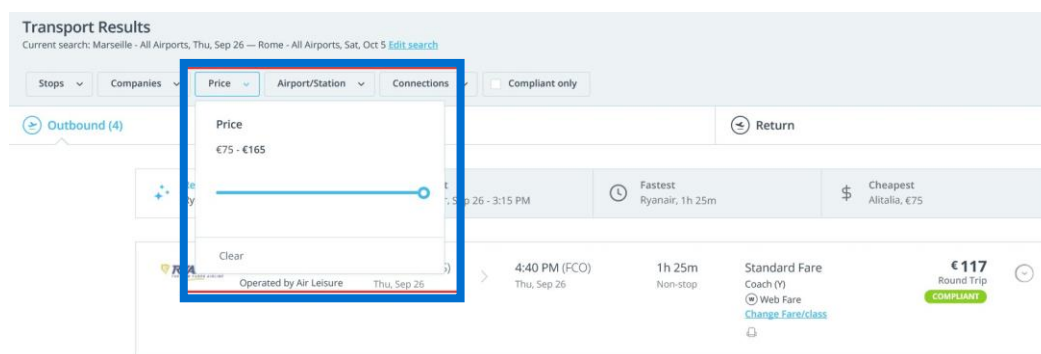 Transport Results
Current search: Marseille - All Airports, Thu, Sep 26 — Rome - All Airports, Sat, Oct 5 Edit search
Stops Companies Price Airport/Station Connections Compliant only
Outbound (4) Return
Price
€75 - €165
Sep 26 - 3:15 PM
Fastest
Ryanair, 1h 25m
Cheapest
Alitalia, €75
Clear
4:40 PM (FCO) 1h 25m Standard Fare €117
Operated by Air Leisure Thu, Sep 26 Thu, Sep 26 Non-stop Coach (Y) Round Trip
Web Fare COMPLIANT
Change Fare/class